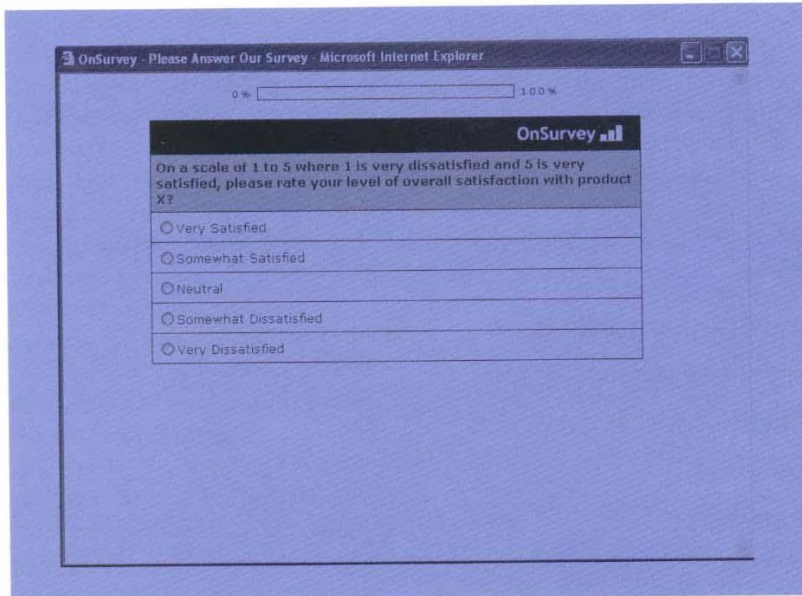 OnSurvey - Please Answer Our Survey - Microsoft Internet Explorer
0% 100%
OnSurvey
On a scale of 1 to 5 where 1 is very dissatisfied and 5 is very
satisfied, please rate your level of overall satisfaction with product
X?
Very Satisfied
Somewhat Satisfied
Neutral
Somewhat Dissatisfied
Very Dissatisfied